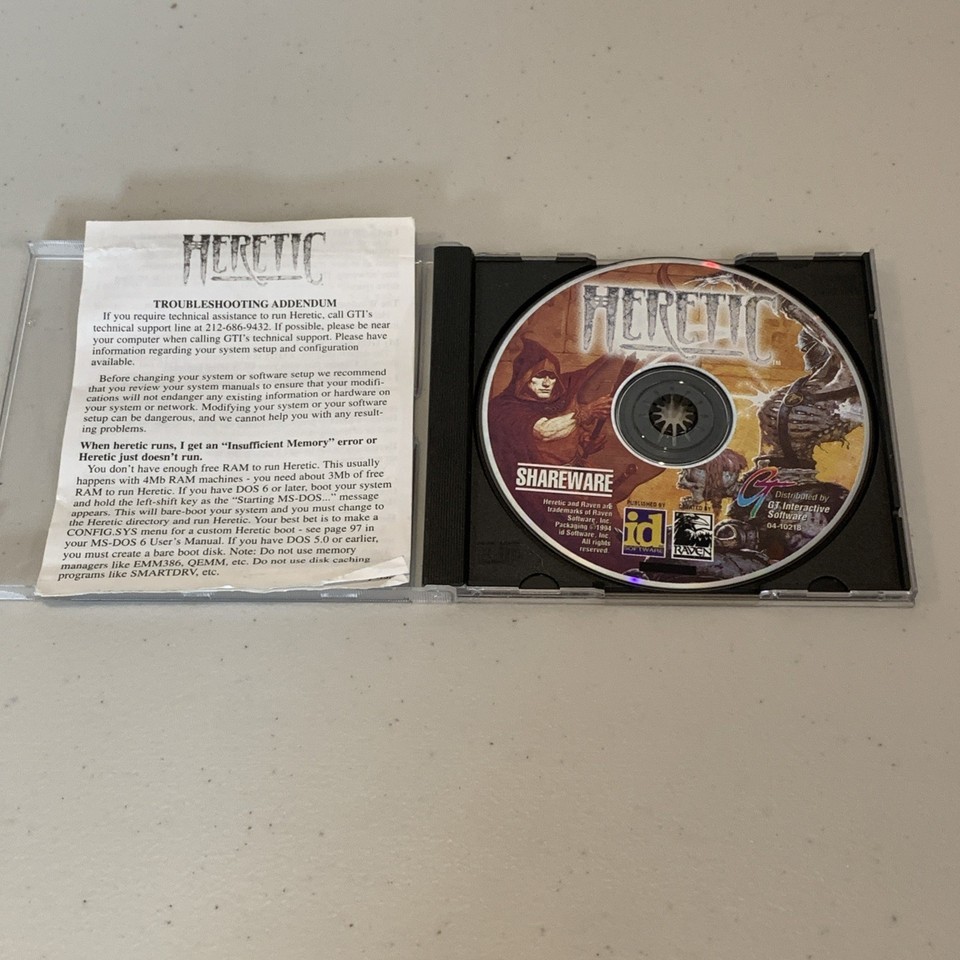 HERETIC
TROUBLESHOOTING ADDENDUM
If you require technical assistance to run Heretic, call GTI's
technical support line at 212-686-9432. If possible, please be near
your computer when calling GTI's technical support. Please have
information regarding your system setup and configuration
available.
Before changing your system or software setup we recommend
that you review your system manuals to ensure that your modifi-
cations will not endanger any existing information or hardware on
your system or network. Modifying your system or your software
setup can be dangerous, and we cannot help you with any result-
ing problems.
When heretic runs, I get an "Insufficient Memory" error or
Heretic just doesn't run.
You don't have enough free RAM to run Heretic. This usually
happens with 4Mb RAM machines - you need about 3Mb of free
RAM to run Heretic. If you have DOS 6 or later, boot your system
and hold the left-shift key as the "Starting MS-DOS..." message
appears. This will bare-boot your system and you must change to
the Heretic directory and run Heretic. Your best bet is to make a
CONFIG.SYS menu for a custom Heretic boot - see page 97 in
your MS-DOS 6 User's Manual. If you have DOS 5.0 or earlier,
you must create a bare boot disk. Note: Do not use memory
managers like EMM386, QEMM, etc. Do not use disk caching
programs like SMARTDRV, etc.
HERETIC
TM
SHAREWARE
Heretic and Raven are
trademarks of Raven
Software, Inc.
Packaging ©1994
id Software, Inc.
All rights
reserved.
PUBLISHED BY
id
SOFTWARE
BY
RAVEN
GT
Distributed by
GT Interactive
Software
04-10218